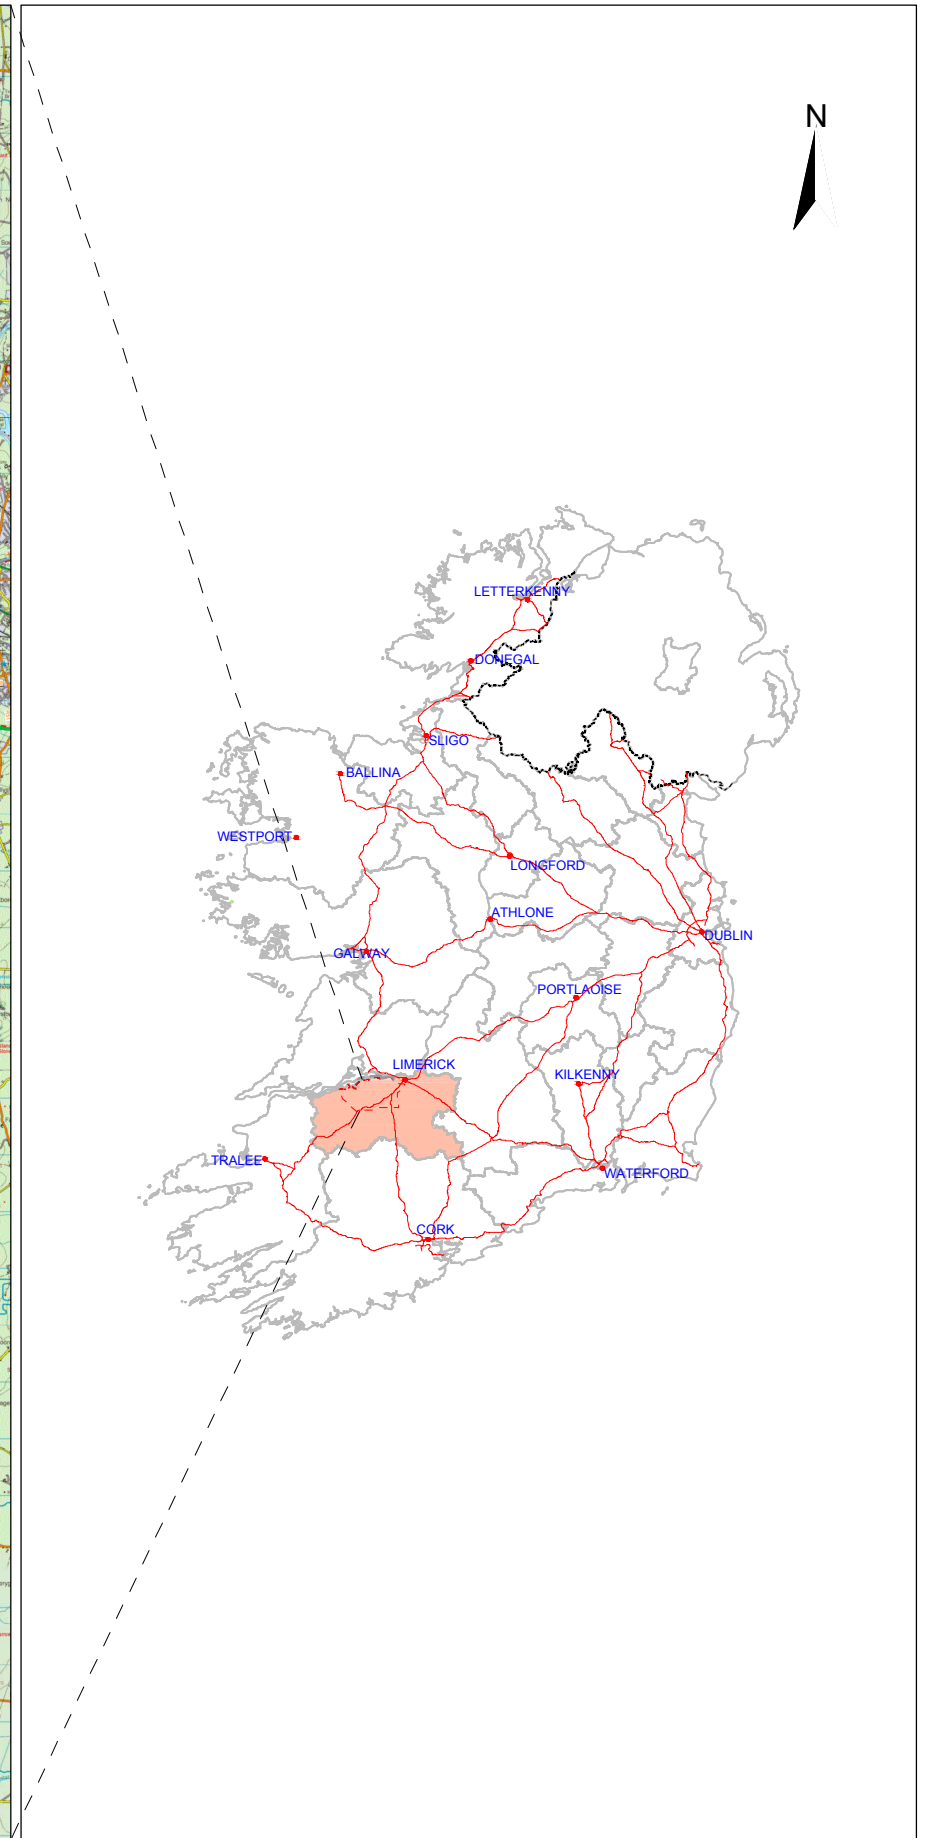 N
LETTERKENNY
DONEGAL
SLIGO
BALLINA
WESTPORT
LONGFORD
ATHLONE
DUBLIN
GALWAY
PORTLAOISE
LIMERICK
KILKENNY
TRALEE
WATERFORD
CORK